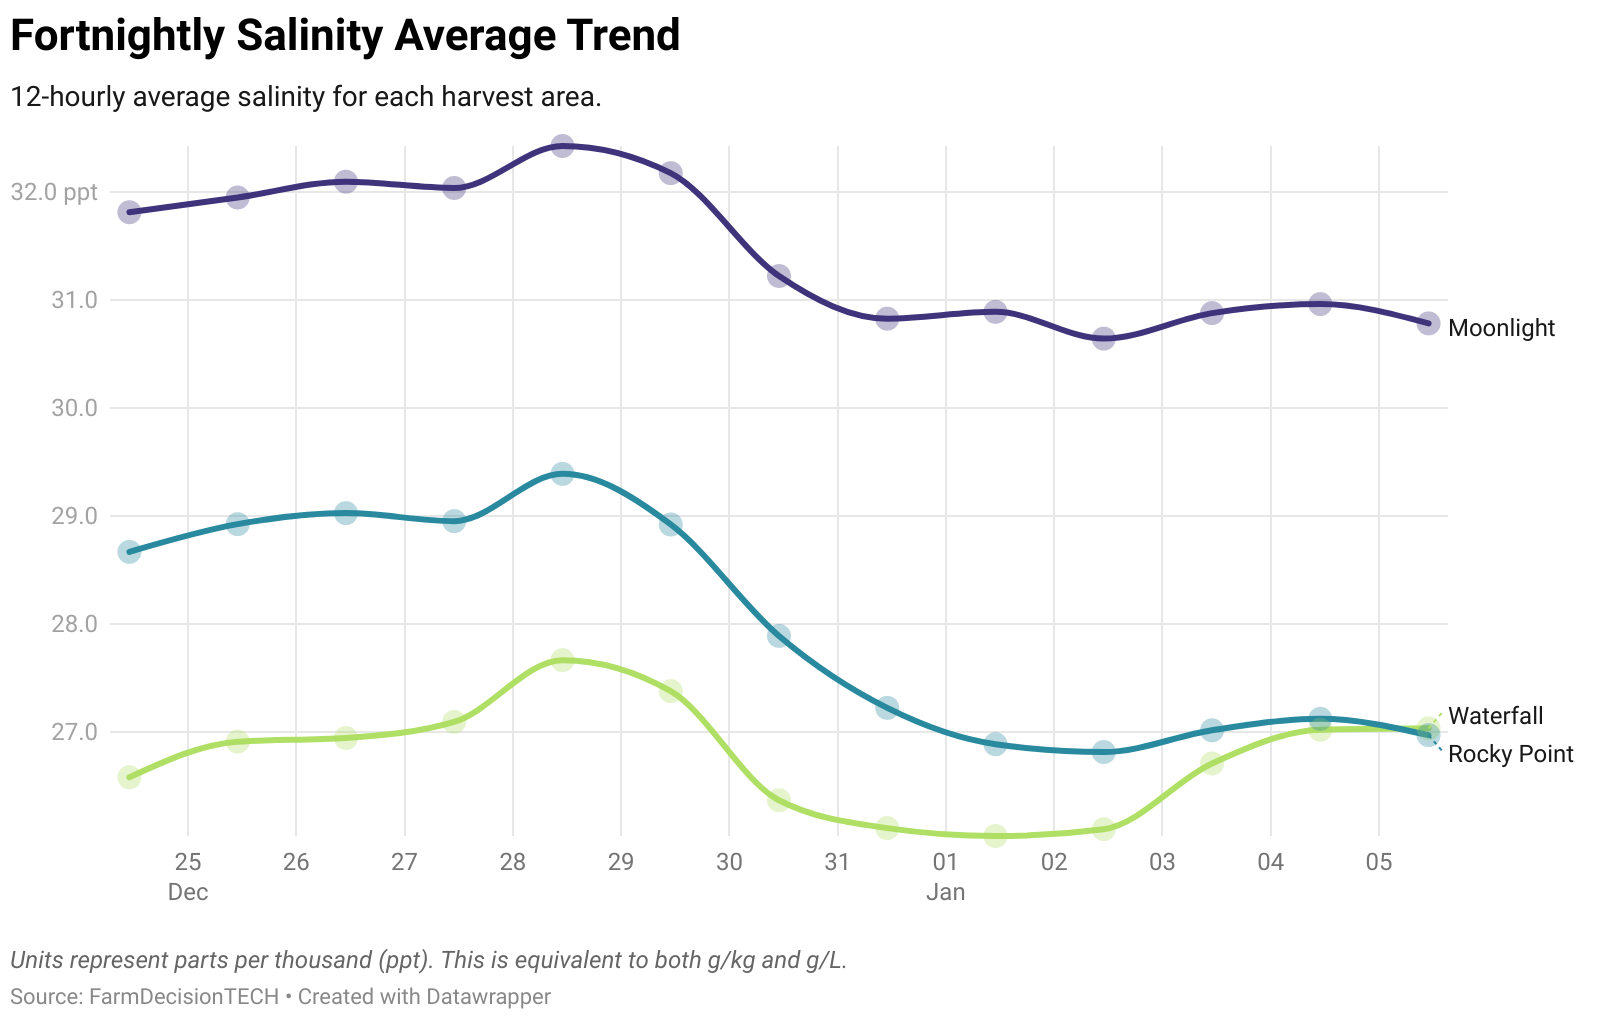 Fortnightly Salinity Average Trend
12-hourly average salinity for each harvest area.
32.0 ppt
31.0
30.0
29.0
28.0
27.0
Moonlight
Waterfall
Rocky Point
25 26 27 28 29 30 31 01 02 03 04 05
Dec Jan
Units represent parts per thousand (ppt). This is equivalent to both g/kg and g/L.
Source: FarmDecisionTECH • Created with Datawrapper